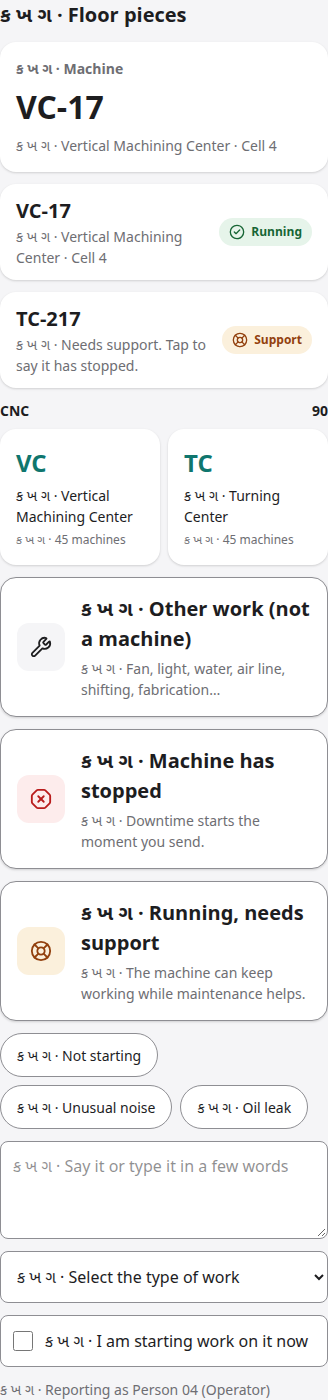 ક ખ ગ · Floor pieces
ક ખ ગ · Machine
VC-17
ક ખ ગ · Vertical Machining Center · Cell 4
VC-17
ક ખ ગ · Vertical Machining
Center · Cell 4
Running
TC-217
ક ખ ગ · Needs support. Tap to
say it has stopped.
Support
CNC
90
VC
ક ખ ગ · Vertical
Machining Center
ક ખ ગ · 45 machines
TC
ક ખ ગ · Turning
Center
ક ખ ગ · 45 machines
ક ખ ગ · Other work (not
a machine)
ક ખ ગ · Fan, light, water, air line,
shifting, fabrication...
ક ખ ગ · Machine has
stopped
ક ખ ગ · Downtime starts the
moment you send.
ક ખ ગ · Running, needs
support
ક ખ ગ · The machine can keep
working while maintenance helps.
ક ખ ગ · Not starting
ક ખ ગ · Unusual noise
ક ખ ગ · Oil leak
ક ખ ગ · Say it or type it in a few words
ક ખ ગ · Select the type of work
ક ખ ગ · I am starting work on it now
ક ખ ગ · Reporting as Person 04 (Operator)